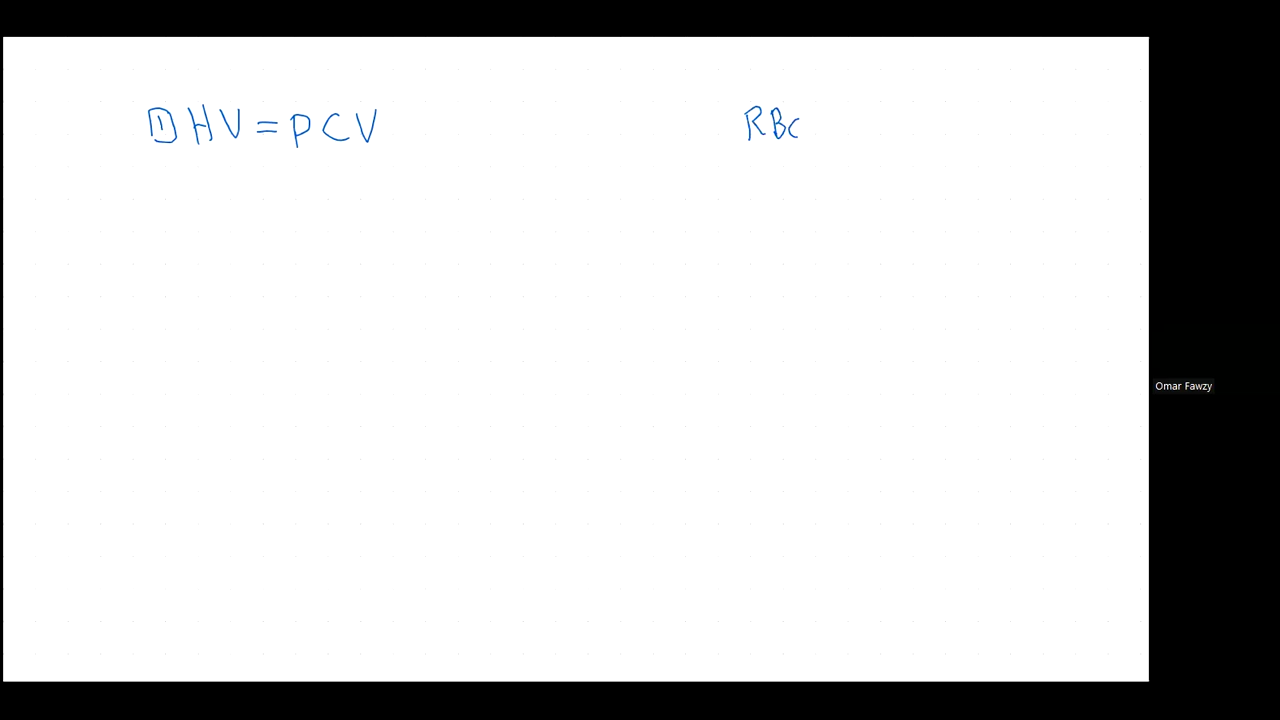 ① HV = PCV
RBC
Omar Fawzy